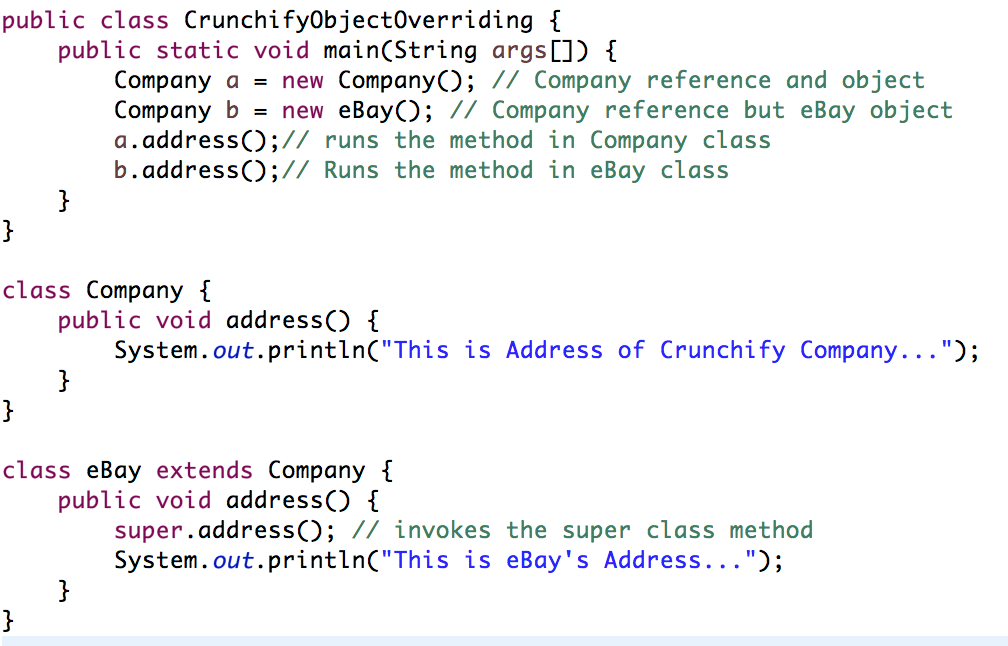 public class CrunchifyObjectOverriding {
    public static void main(String args[]) {
        Company a = new Company(); // Company reference and object
        Company b = new eBay(); // Company reference but eBay object
        a.address();// runs the method in Company class
        b.address();// Runs the method in eBay class
    }
}

class Company {
    public void address() {
        System.out.println("This is Address of Crunchify Company...");
    }
}

class eBay extends Company {
    public void address() {
        super.address(); // invokes the super class method
        System.out.println("This is eBay's Address...");
    }
}